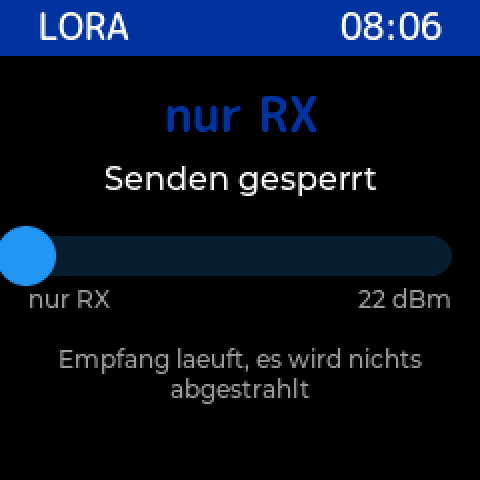 LORA 08:06
nur RX
Senden gesperrt
nur RX 22 dBm
Empfang laeuft, es wird nichts
abgestrahlt